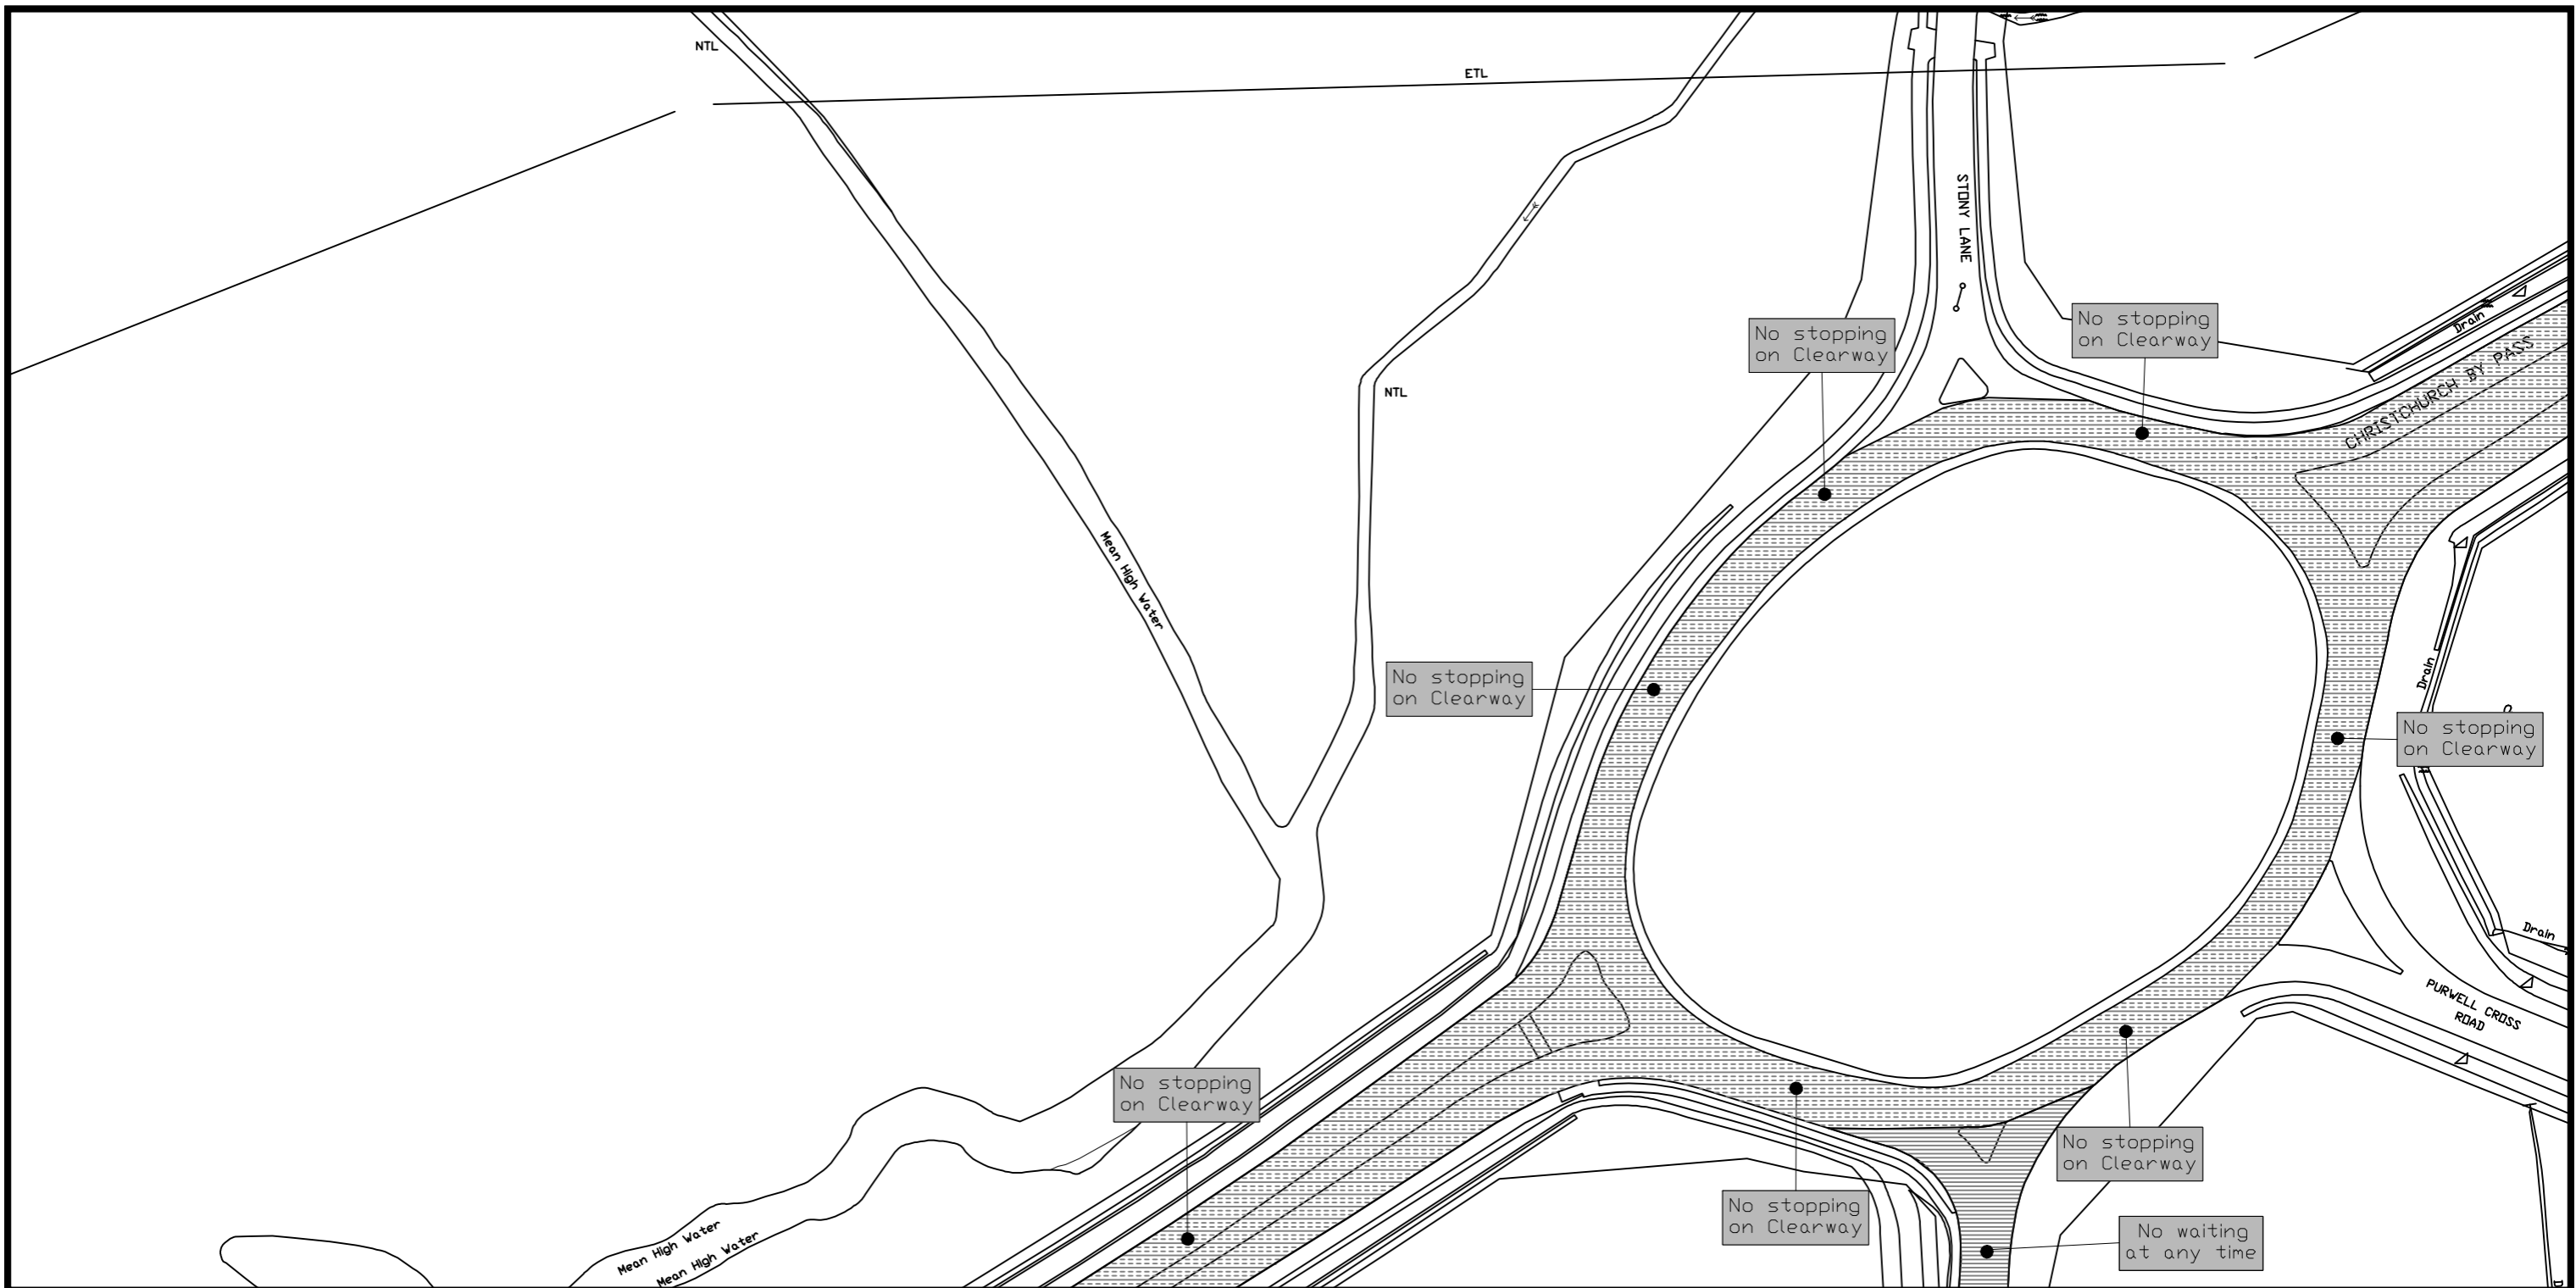 NTL
ETL
STONY LANE
No stopping
on Clearway
No stopping
on Clearway
Drain
CHRISTCHURCH BY PASS
NTL
Mean High Water
No stopping
on Clearway
Drain
No stopping
on Clearway
Drain
PURWELL CROSS
ROAD
No stopping
on Clearway
No stopping
on Clearway
No stopping
on Clearway
No waiting
at any time
Mean High Water
Mean High Water